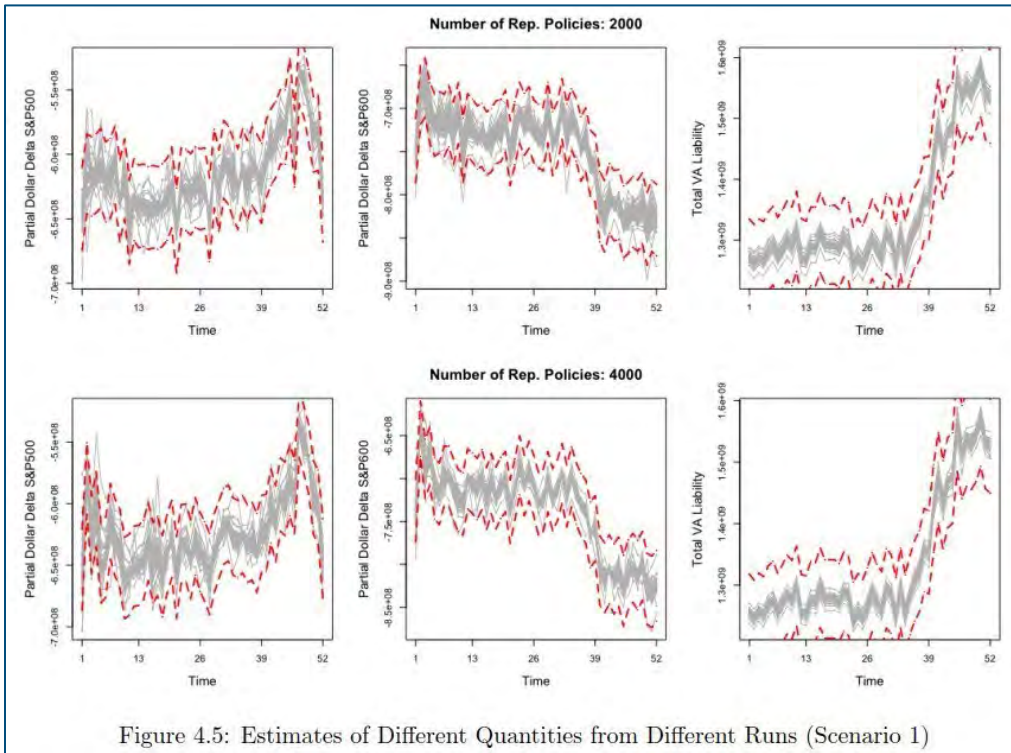 Number of Rep. Policies: 2000
Partial Dollar Delta S&P500
-5.5e+08
-6.0e+08
-6.5e+08
-7.0e+08
1 13 26 39 52
Time
Partial Dollar Delta S&P600
-7.0e+08
-8.0e+08
-9.0e+08
1 13 26 39 52
Time
Total VA Liability
1.6e+09
1.5e+09
1.4e+09
1.3e+09
1 13 26 39 52
Time
Number of Rep. Policies: 4000
Partial Dollar Delta S&P500
-5.5e+08
-6.0e+08
-6.5e+08
-7.0e+08
1 13 26 39 52
Time
Partial Dollar Delta S&P600
-6.5e+08
-7.5e+08
-8.5e+08
1 13 26 39 52
Time
Total VA Liability
1.6e+09
1.5e+09
1.4e+09
1.3e+09
1 13 26 39 52
Time
Figure 4.5: Estimates of Different Quantities from Different Runs (Scenario 1)